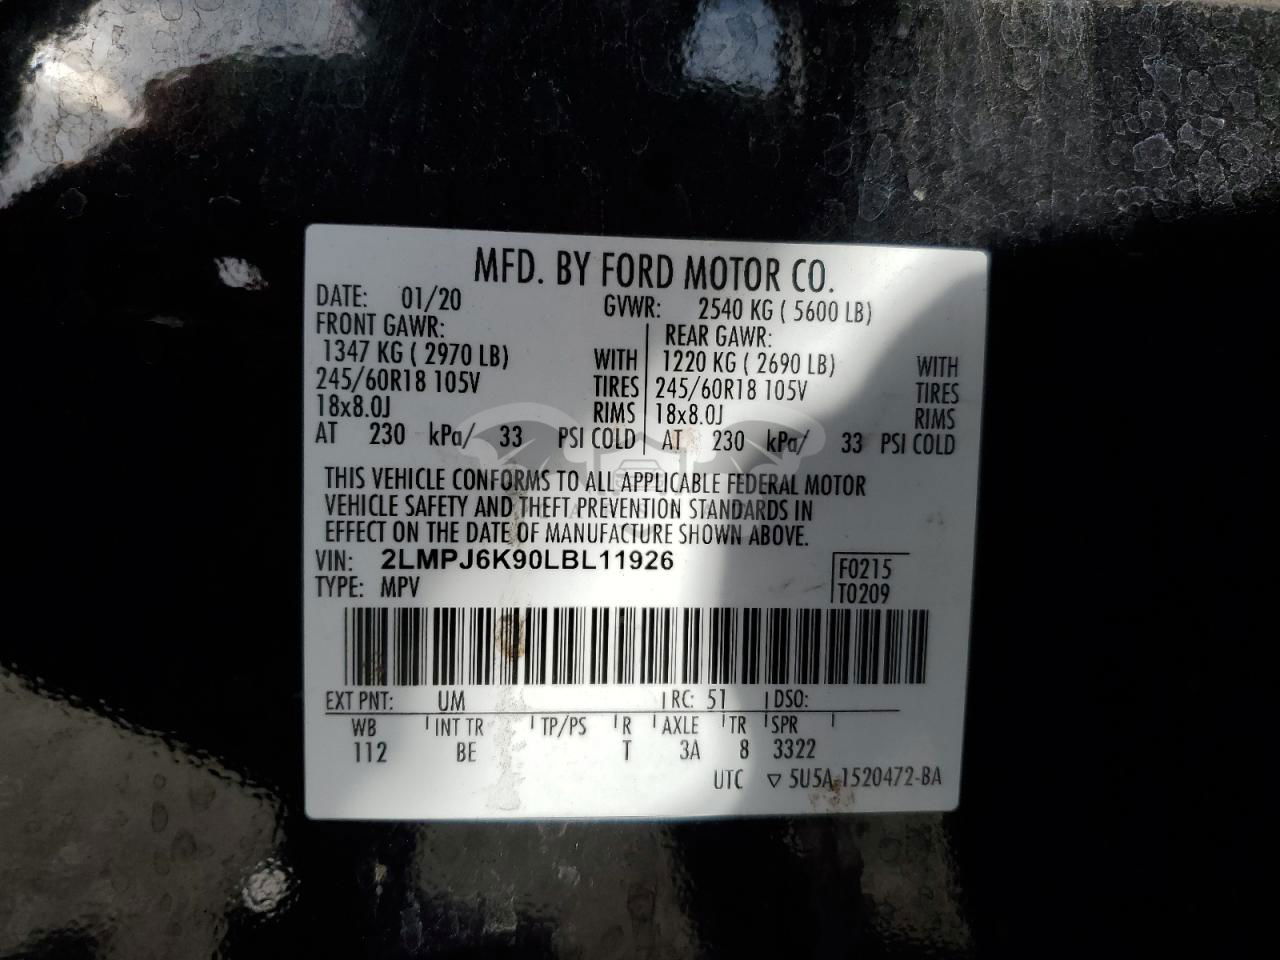 MFD. BY FORD MOTOR CO.
DATE: 01/20 GVWR: 2540 KG ( 5600 LB)
FRONT GAWR: REAR GAWR:
1347 KG ( 2970 LB) WITH 1220 KG ( 2690 LB) WITH
245/60R18 105V TIRES 245/60R18 105V TIRES
18x8.0J RIMS 18x8.0J RIMS
AT 230 kPa/ 33 PSI COLD AT 230 kPa/ 33 PSI COLD
THIS VEHICLE CONFORMS TO ALL APPLICABLE FEDERAL MOTOR
VEHICLE SAFETY AND THEFT PREVENTION STANDARDS IN
EFFECT ON THE DATE OF MANUFACTURE SHOWN ABOVE.
VIN: 2LMPJ6K90LBL11926 F0215
TYPE: MPV T0209
EXT PNT: UM RC: 51 DSO:
WB INT TR TP/PS R AXLE TR SPR
112 BE T 3A 8 3322
UTC ▽ 5U5A 1520472-BA